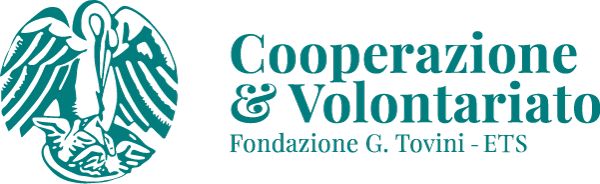 Cooperazione
& Volontariato
Fondazione G. Tovini - ETS